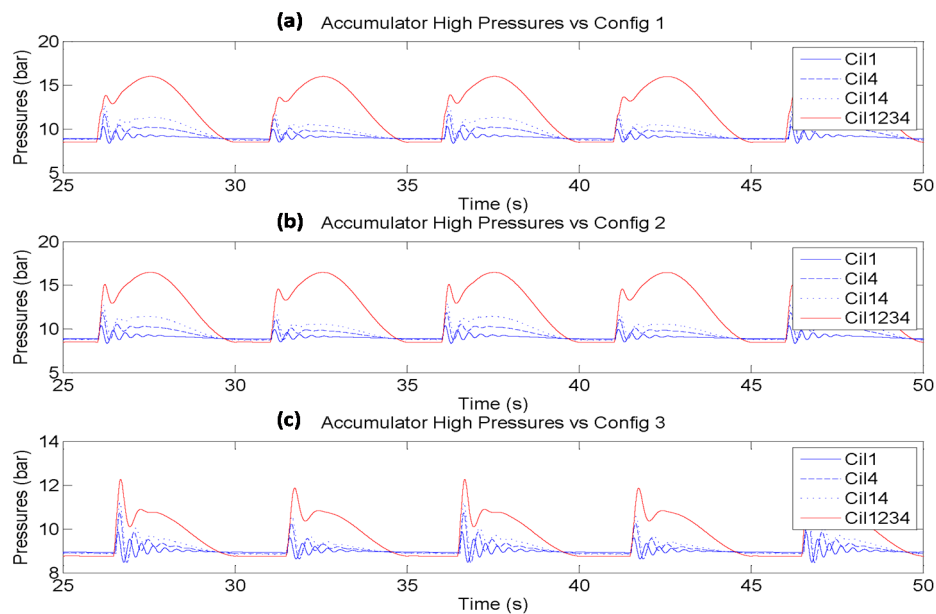 (a) Accumulator High Pressures vs Config 1
20
15
10
5
Pressures (bar)
Cil1
Cil4
Cil14
Cil1234
25 30 35 40 45 50
Time (s)
(b) Accumulator High Pressures vs Config 2
20
15
10
5
Pressures (bar)
Cil1
Cil4
Cil14
Cil1234
25 30 35 40 45 50
Time (s)
(c) Accumulator High Pressures vs Config 3
14
12
10
8
Pressures (bar)
Cil1
Cil4
Cil14
Cil1234
25 30 35 40 45 50
Time (s)